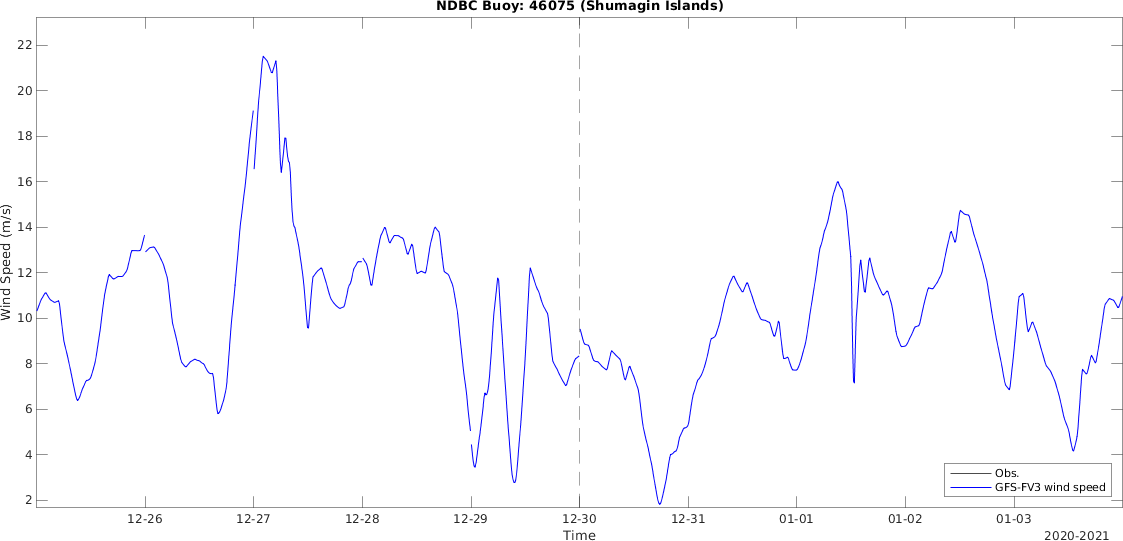 NDBC Buoy: 46075 (Shumagin Islands)
22
20
18
16
14
12
10
8
6
4
2
Wind Speed (m/s)
12-26 12-27 12-28 12-29 12-30 12-31 01-01 01-02 01-03
Time
2020-2021
Obs.
GFS-FV3 wind speed